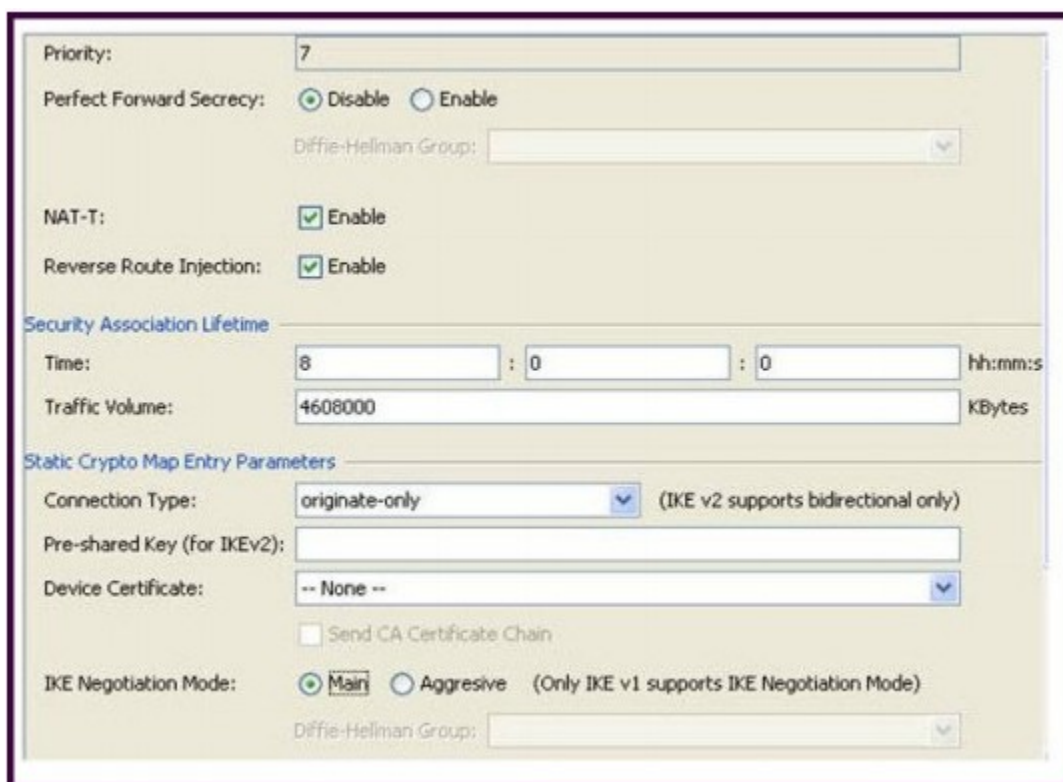 Priority: 7
Perfect Forward Secrecy: Disable Enable
Diffie-Hellman Group:
NAT-T: Enable
Reverse Route Injection: Enable
Security Association Lifetime
Time: 8 : 0 : 0 hh:mm:s
Traffic Volume: 4608000 KBytes
Static Crypto Map Entry Parameters
Connection Type: originate-only (IKE v2 supports bidirectional only)
Pre-shared Key (for IKEv2):
Device Certificate: -- None --
Send CA Certificate Chain
IKE Negotiation Mode: Main Aggresive (Only IKE v1 supports IKE Negotiation Mode)
Diffie-Hellman Group: